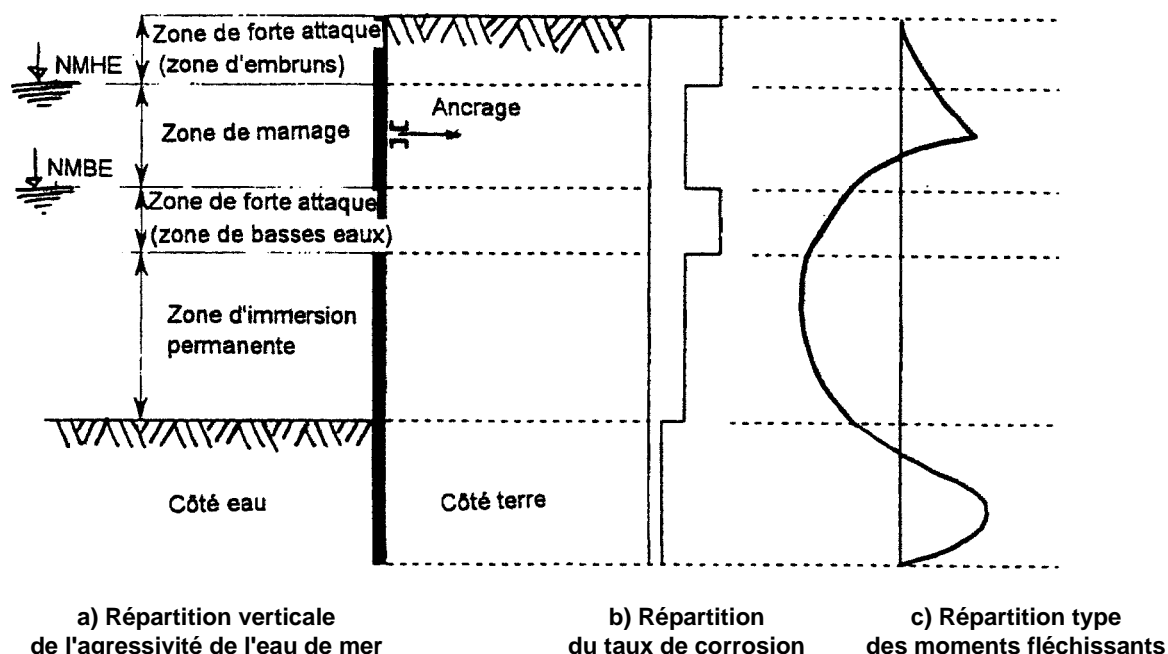 Zone de forte attaque
(zone d'embruns)
NMHE
Ancrage
Zone de marnage
NMBE
Zone de forte attaque
(zone de basses eaux)
Zone d'immersion
permanente
Côté eau
Côté terre
a) Répartition verticale
de l'agressivité de l'eau de mer
b) Répartition
du taux de corrosion
c) Répartition type
des moments fléchissants